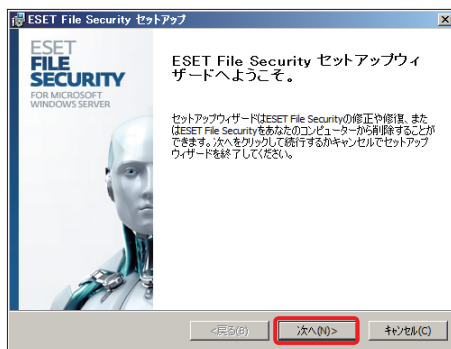 ESET File Security セットアップ
ESET
FILE
SECURITY
FOR MICROSOFT
WINDOWS SERVER
ESET File Security セットアップウィ
ザードへようこそ。
セットアップウィザードはESET File Securityの修正や修復、また
はESET File Securityをあなたのコンピューターから削除することが
できます。次へをクリックして続行するかキャンセルでセットアップ
ウィザードを終了してください。
<戻る(B)
次へ(N)>
キャンセル(C)